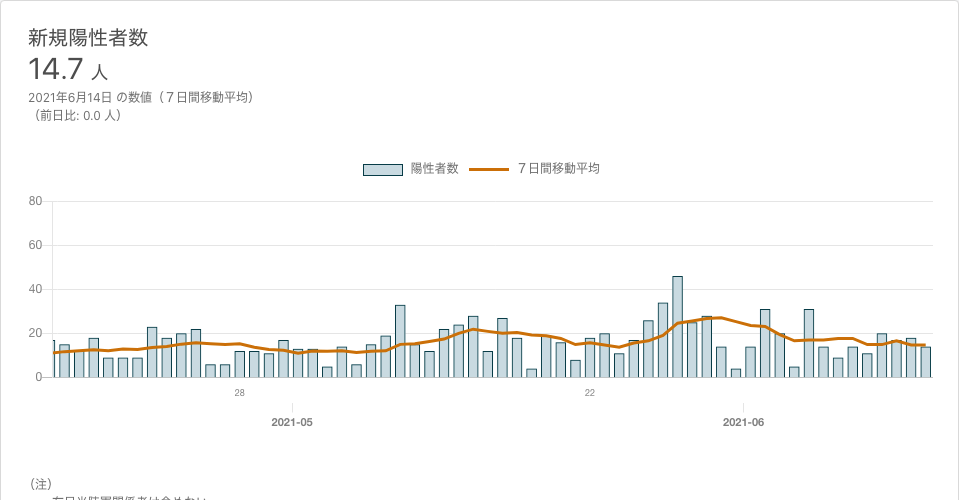 新規陽性者数
14.7 人
2021年6月14日 の数値（７日間移動平均）
（前日比: 0.0 人）
陽性者数 ７日間移動平均
80
60
40
20
0
28 22
2021-05 2021-06
（注）